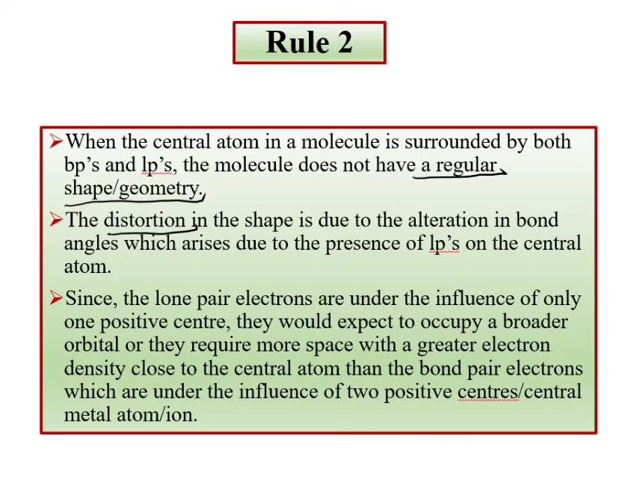 Rule 2
➢When the central atom in a molecule is surrounded by both
bp's and lp's, the molecule does not have a regular
shape/geometry.
➢The distortion in the shape is due to the alteration in bond
angles which arises due to the presence of lp's on the central
atom.
➢Since, the lone pair electrons are under the influence of only
one positive centre, they would expect to occupy a broader
orbital or they require more space with a greater electron
density close to the central atom than the bond pair electrons
which are under the influence of two positive centres/central
metal atom/ion.